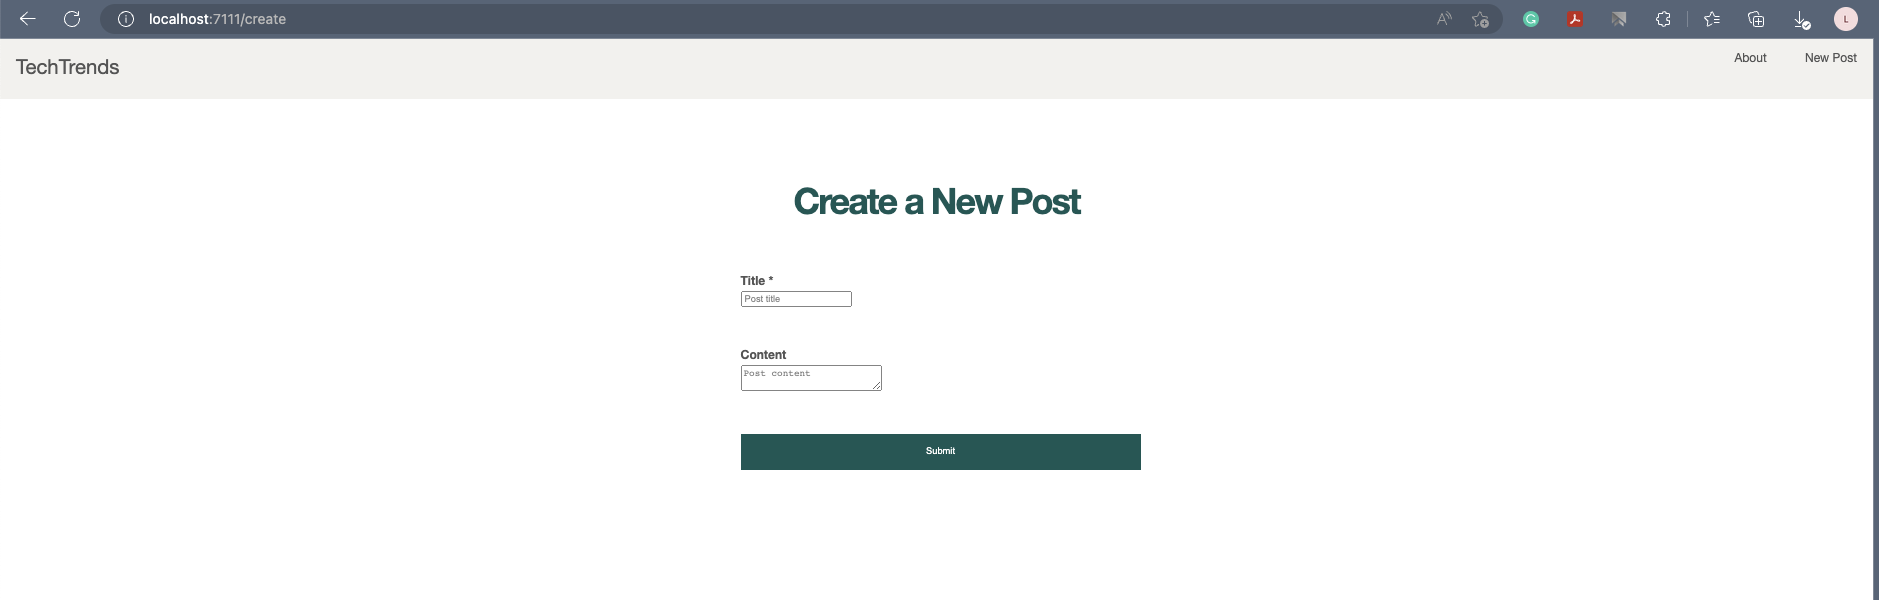 localhost:7111/create
L
TechTrends
About
New Post
Create a New Post
Title *
Post title
Content
Post content
Submit